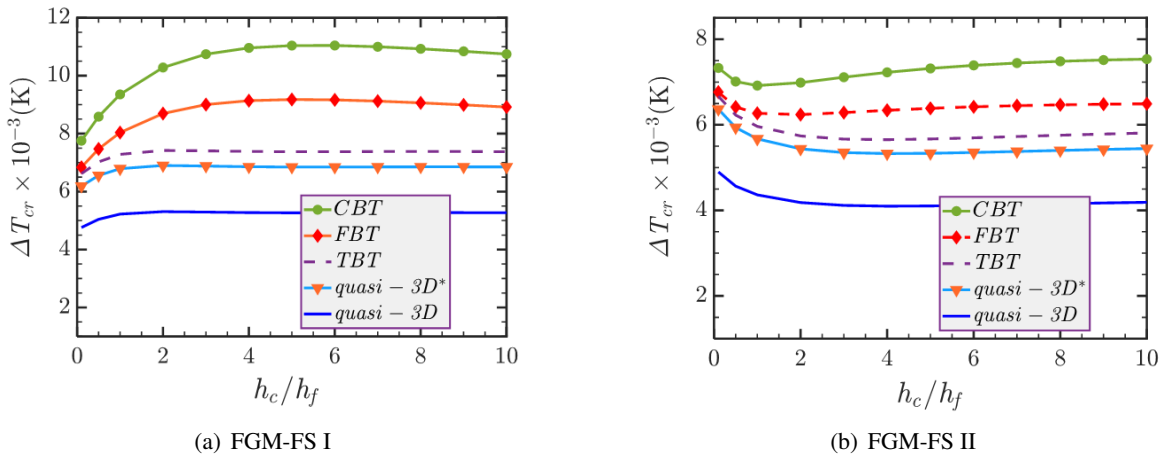 12
10
8
6
4
2
ΔT_cr × 10^−3(K)
0 2 4 6 8 10
h_c/h_f
CBT
FBT
TBT
quasi − 3D*
quasi − 3D
(a) FGM-FS I
8
6
4
2
ΔT_cr × 10^−3(K)
0 2 4 6 8 10
h_c/h_f
CBT
FBT
TBT
quasi − 3D*
quasi − 3D
(b) FGM-FS II